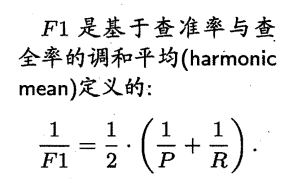 F1 是基于查准率与查
全率的调和平均(harmonic
mean)定义的:
1/F1 = 1/2 · (1/P + 1/R) .